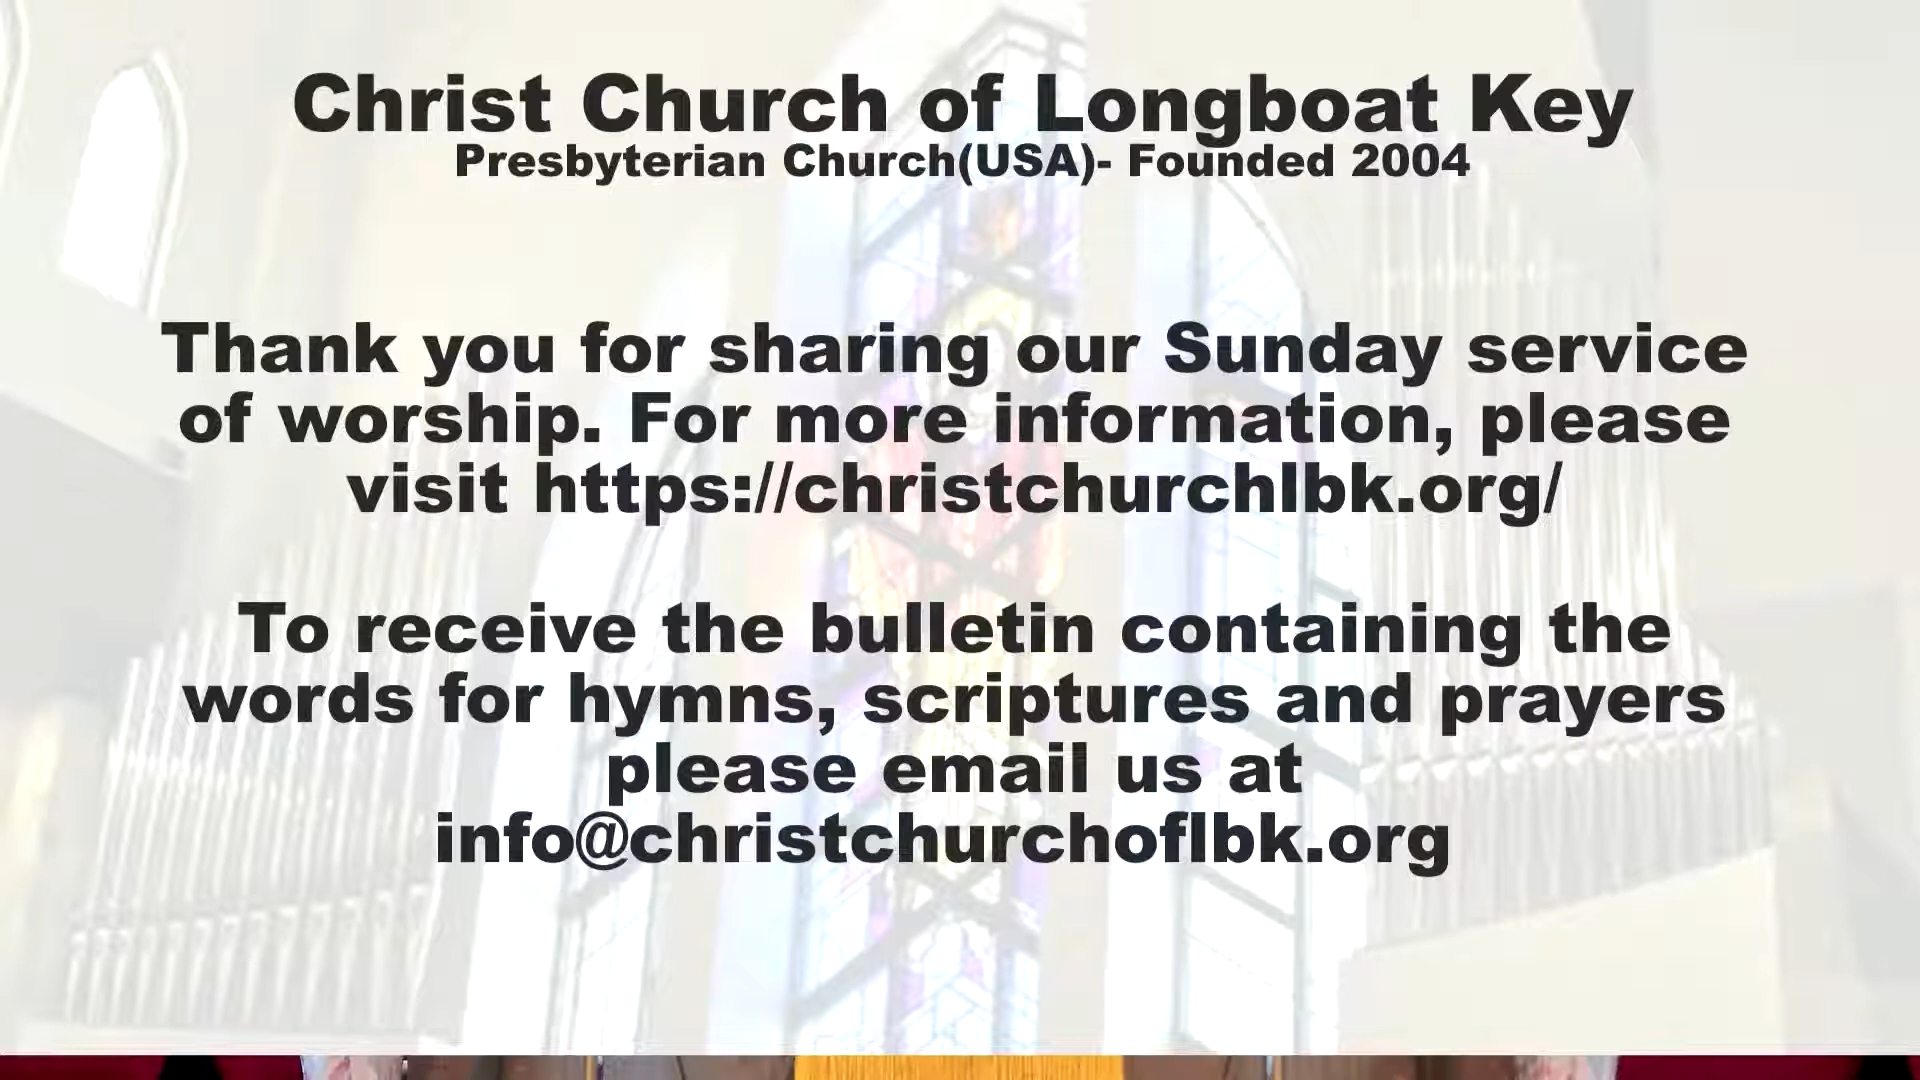 Christ Church of Longboat Key
Presbyterian Church(USA)- Founded 2004
Thank you for sharing our Sunday service
of worship. For more information, please
visit https://christchurchlbk.org/
To receive the bulletin containing the
words for hymns, scriptures and prayers
please email us at
info@christchurchoflbk.org